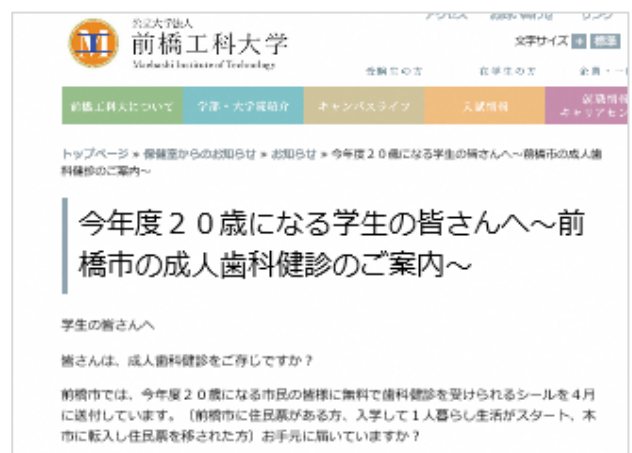 公立大学法人
前橋工科大学
Maebashi Institute of Technology
アクセス お問い合わせ リンク
文字サイズ + 標準
受験生の方 在学生の方 企業・一
前橋工科大について 学部・大学院紹介 キャンパスライフ 入試情報 就職情報
キャリアセン
トップページ » 保健室からのお知らせ » お知らせ » 今年度２０歳になる学生の皆さんへ～前橋市の成人歯
科健診のご案内～
今年度２０歳になる学生の皆さんへ～前
橋市の成人歯科健診のご案内～
学生の皆さんへ
皆さんは、成人歯科健診をご存じですか？
前橋市では、今年度２０歳になる市民の皆様に無料で歯科健診を受けられるシールを４月
に送付しています。（前橋市に住民票がある方、入学して１人暮らし生活がスタート、本
市に転入し住民票を移された方）お手元に届いていますか？